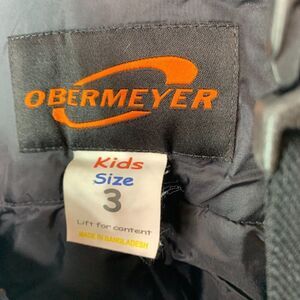 OBERMEYER
Kids
Size
3
Lift for content
MADE IN BANGLADESH